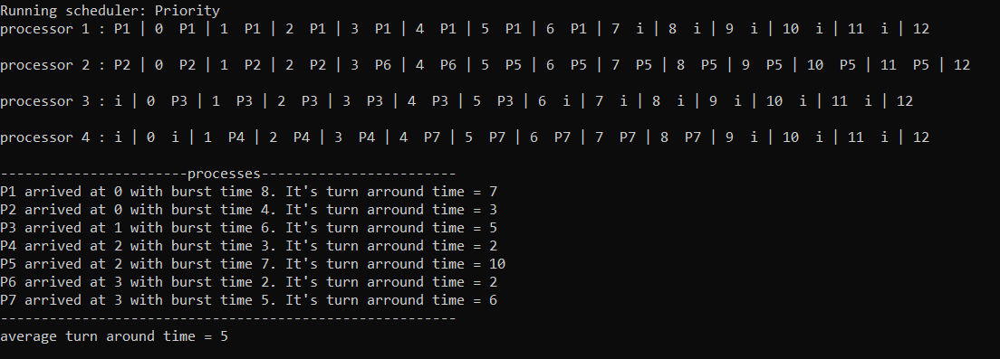 Running scheduler: Priority
processor 1 : P1 | 0  P1 | 1  P1 | 2  P1 | 3  P1 | 4  P1 | 5  P1 | 6  P1 | 7  i | 8  i | 9  i | 10  i | 11  i | 12
processor 2 : P2 | 0  P2 | 1  P2 | 2  P2 | 3  P6 | 4  P6 | 5  P5 | 6  P5 | 7  P5 | 8  P5 | 9  P5 | 10  P5 | 11  P5 | 12
processor 3 : i | 0  P3 | 1  P3 | 2  P3 | 3  P3 | 4  P3 | 5  P3 | 6  i | 7  i | 8  i | 9  i | 10  i | 11  i | 12
processor 4 : i | 0  i | 1  P4 | 2  P4 | 3  P4 | 4  P7 | 5  P7 | 6  P7 | 7  P7 | 8  P7 | 9  i | 10  i | 11  i | 12
-----------------------processes------------------------
P1 arrived at 0 with burst time 8. It's turn arround time = 7
P2 arrived at 0 with burst time 4. It's turn arround time = 3
P3 arrived at 1 with burst time 6. It's turn arround time = 5
P4 arrived at 2 with burst time 3. It's turn arround time = 2
P5 arrived at 2 with burst time 7. It's turn arround time = 10
P6 arrived at 3 with burst time 2. It's turn arround time = 2
P7 arrived at 3 with burst time 5. It's turn arround time = 6
--------------------------------------------------------
average turn around time = 5